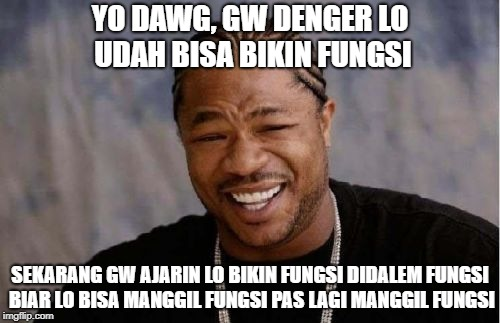 YO DAWG, GW DENGER LO
UDAH BISA BIKIN FUNGSI
SEKARANG GW AJARIN LO BIKIN FUNGSI DIDALEM FUNGSI
BIAR LO BISA MANGGIL FUNGSI PAS LAGI MANGGIL FUNGSI
imgflip.com